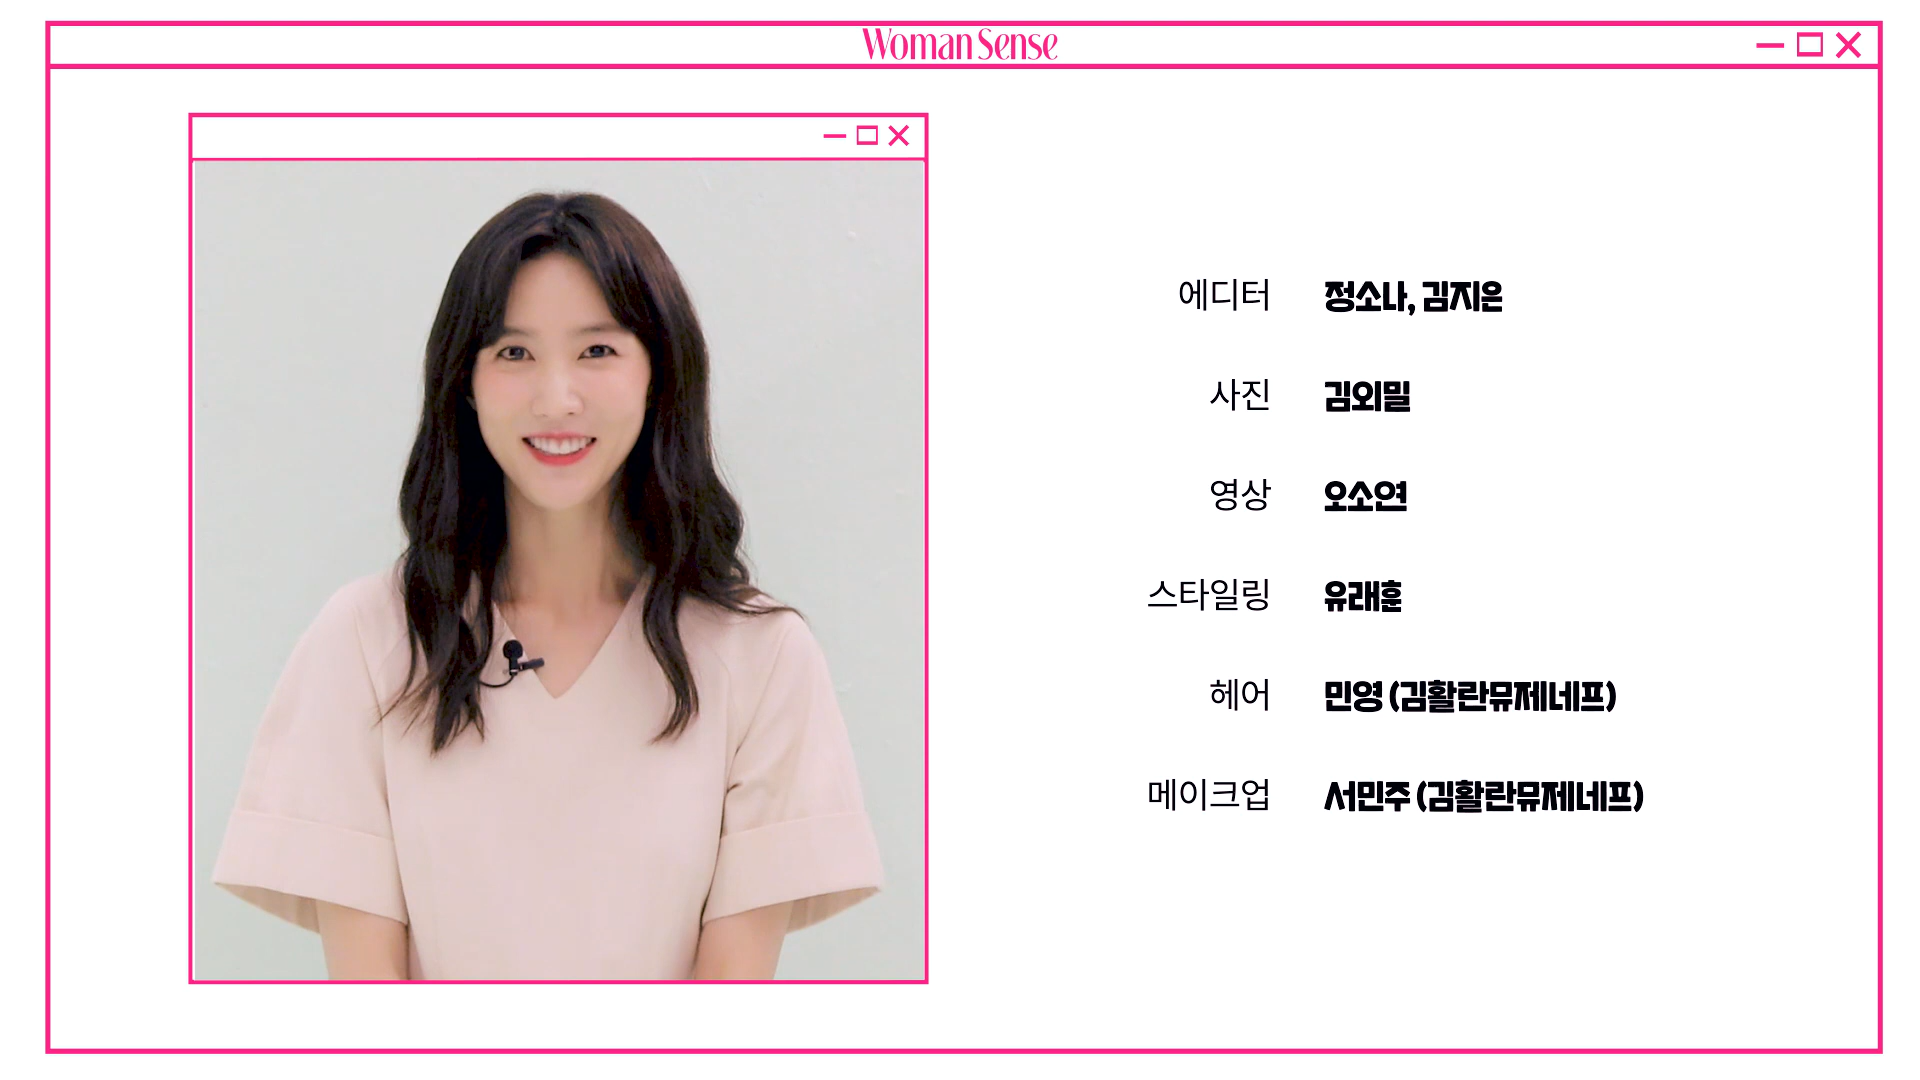 Woman Sense
에디터 정소나, 김지은
사진 김외밀
영상 오소연
스타일링 유래훈
헤어 민영 (김활란뮤제네프)
메이크업 서민주 (김활란뮤제네프)